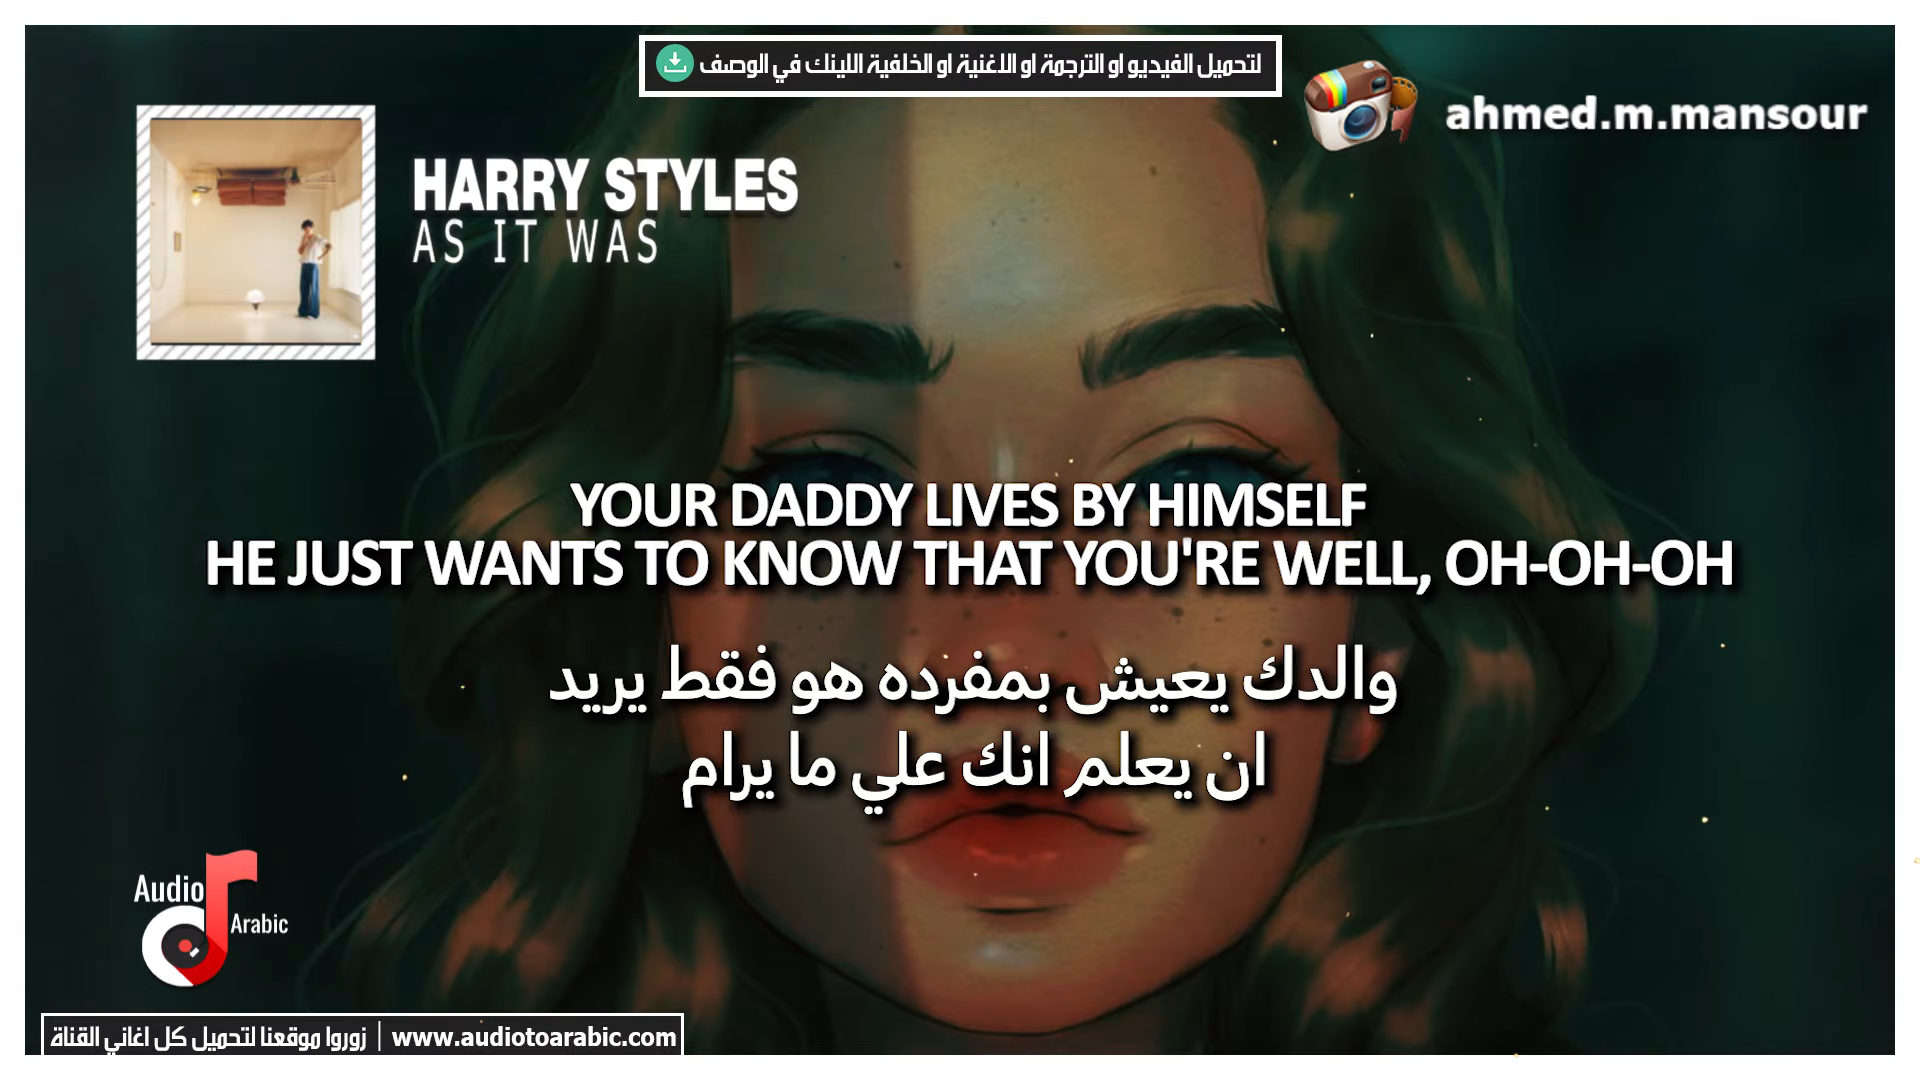 لتحميل الفيديو او الترجمة او الاغنية او الخلفية اللينك في الوصف
ahmed.m.mansour
HARRY STYLES
AS IT WAS
YOUR DADDY LIVES BY HIMSELF
HE JUST WANTS TO KNOW THAT YOU'RE WELL, OH-OH-OH
والدك يعيش بمفرده هو فقط يريد
ان يعلم انك علي ما يرام
Audio
Arabic
زوروا موقعنا لتحميل كل اغاني القناة | www.audiotoarabic.com